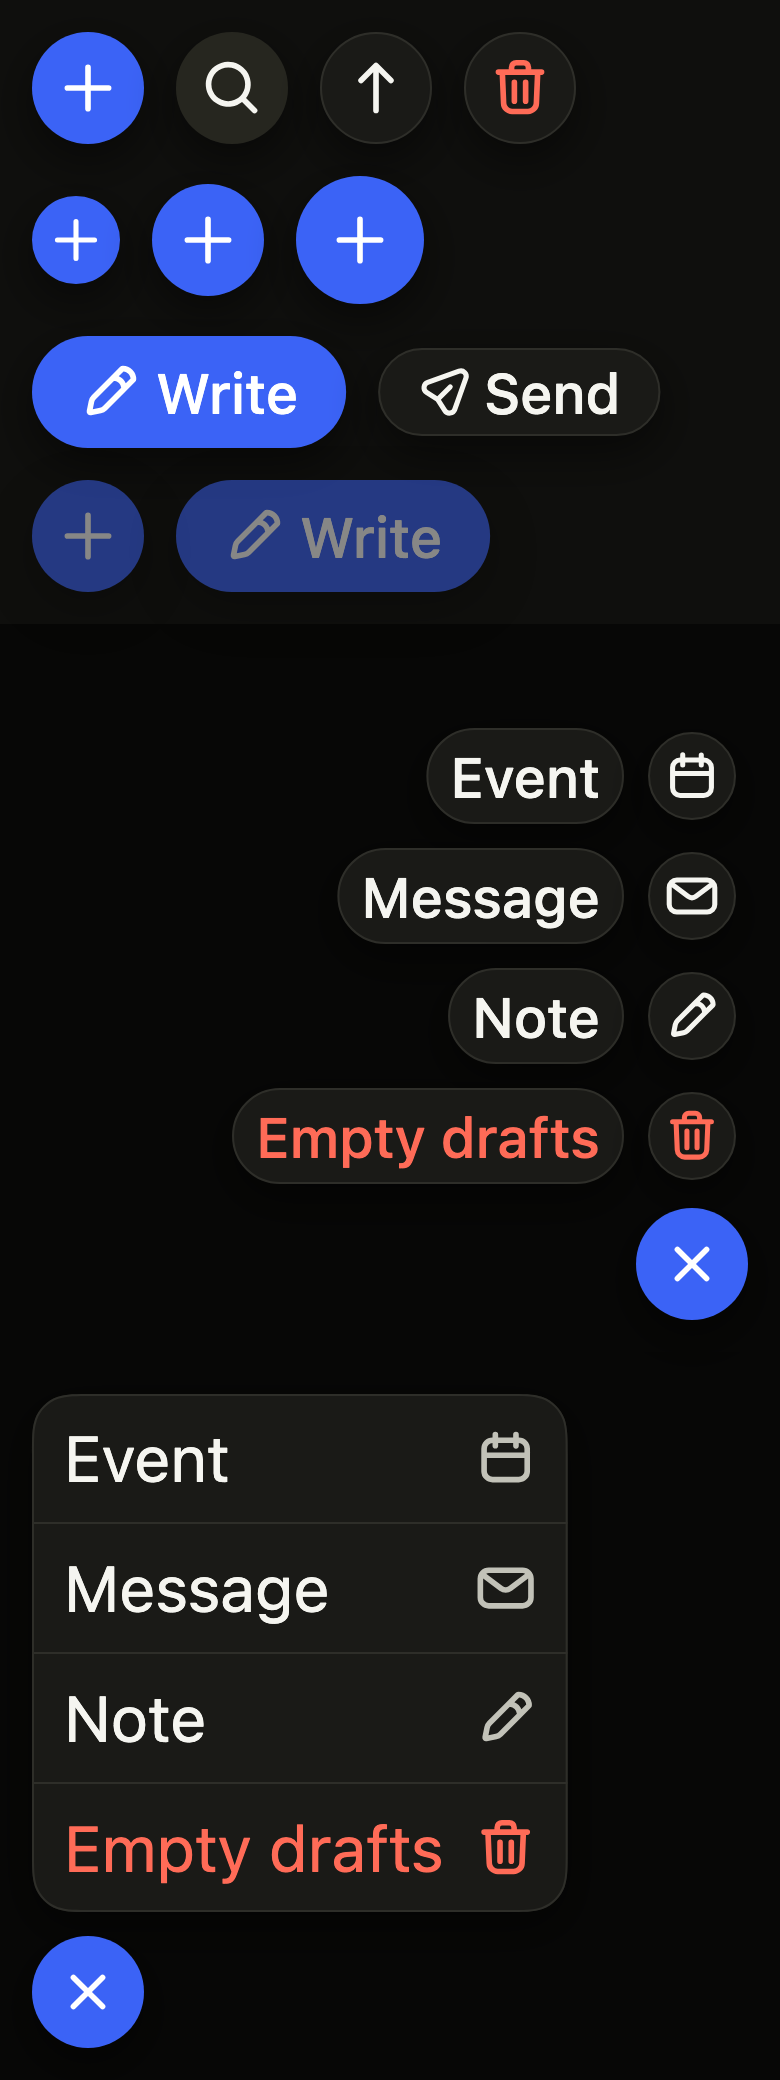 Write
Send
Write
Event
Message
Note
Empty drafts
Event
Message
Note
Empty drafts